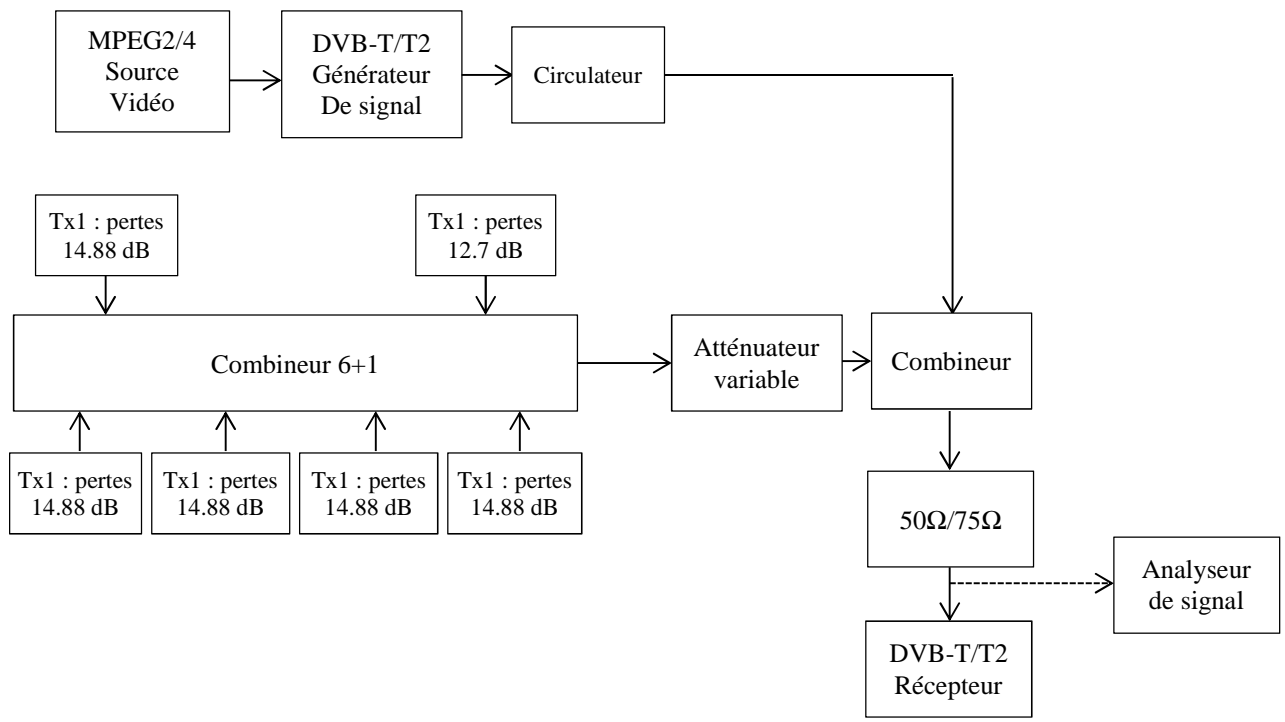 MPEG2/4
Source
Vidéo
DVB-T/T2
Générateur
De signal
Circulateur
Tx1 : pertes
14.88 dB
Tx1 : pertes
12.7 dB
Combineur 6+1
Atténuateur
variable
Combineur
Tx1 : pertes
14.88 dB
Tx1 : pertes
14.88 dB
Tx1 : pertes
14.88 dB
Tx1 : pertes
14.88 dB
50Ω/75Ω
Analyseur
de signal
DVB-T/T2
Récepteur